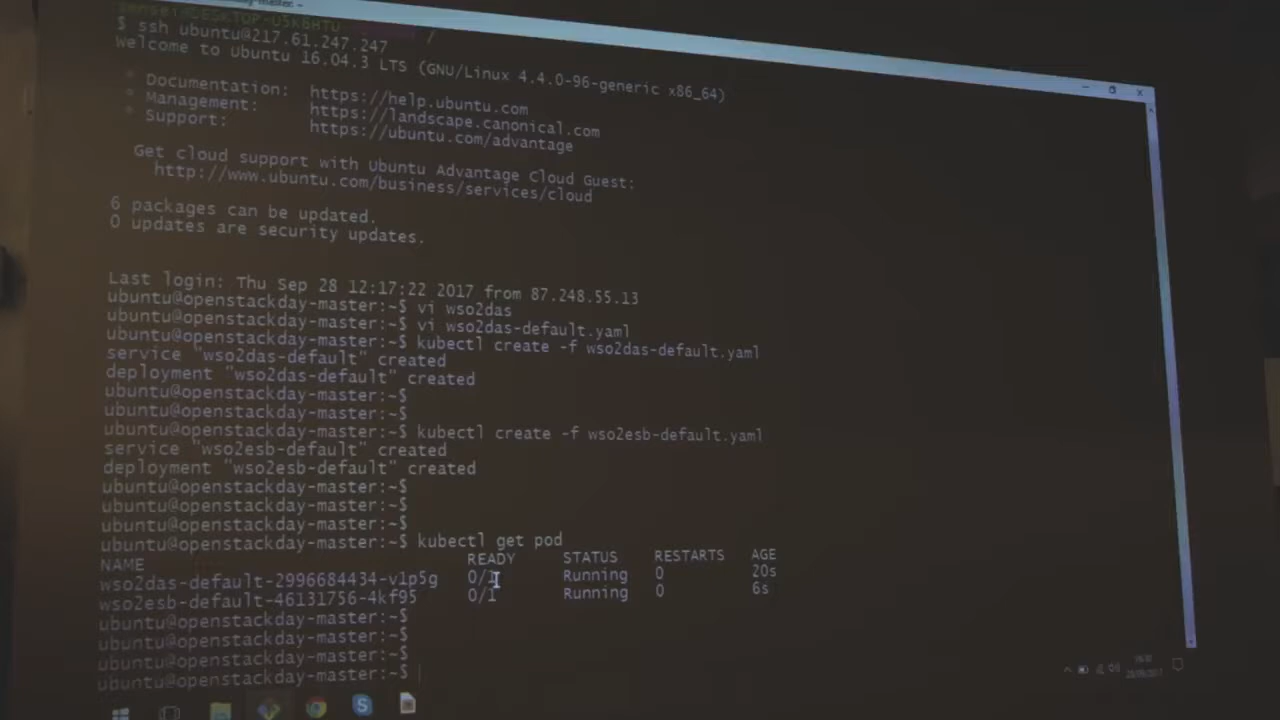 $ ssh ubuntu@217.61.247.247
Welcome to Ubuntu 16.04.3 LTS (GNU/Linux 4.4.0-96-generic x86_64)
* Documentation: https://help.ubuntu.com
* Management: https://landscape.canonical.com
* Support: https://ubuntu.com/advantage
Get cloud support with Ubuntu Advantage Cloud Guest:
http://www.ubuntu.com/business/services/cloud
6 packages can be updated.
0 updates are security updates.
Last login: Thu Sep 28 12:17:22 2017 from 87.248.55.13
ubuntu@openstackday-master:~$ vi wso2das
ubuntu@openstackday-master:~$ vi wso2das-default.yaml
ubuntu@openstackday-master:~$ kubectl create -f wso2das-default.yaml
service "wso2das-default" created
deployment "wso2das-default" created
ubuntu@openstackday-master:~$
ubuntu@openstackday-master:~$
ubuntu@openstackday-master:~$ kubectl create -f wso2esb-default.yaml
service "wso2esb-default" created
deployment "wso2esb-default" created
ubuntu@openstackday-master:~$
ubuntu@openstackday-master:~$
ubuntu@openstackday-master:~$
ubuntu@openstackday-master:~$ kubectl get pod
NAME READY STATUS RESTARTS AGE
wso2das-default-2996684434-v1p5g 0/1 Running 0 20s
wso2esb-default-46131756-4kf95 0/1 Running 0 6s
ubuntu@openstackday-master:~$
ubuntu@openstackday-master:~$
ubuntu@openstackday-master:~$
ubuntu@openstackday-master:~$